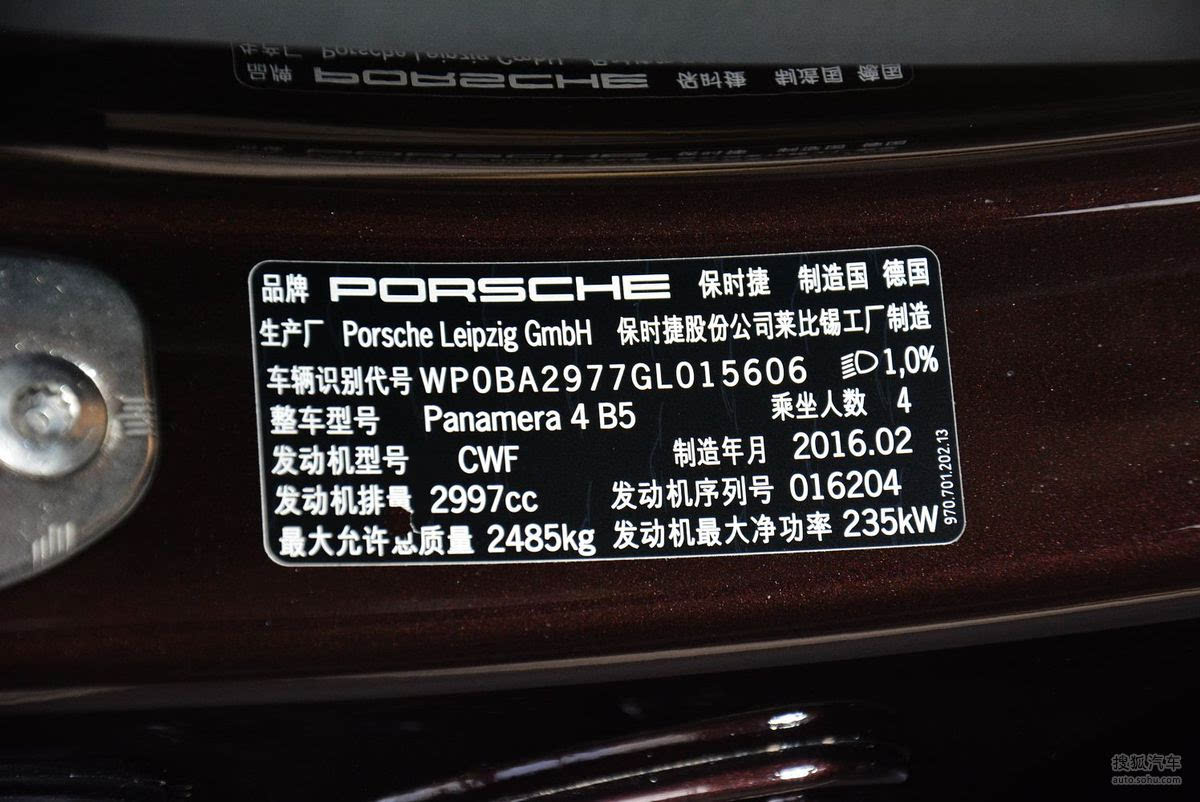 品牌 PORSCHE 保时捷 制造国 德国
生产厂 Porsche Leipzig GmbH 保时捷股份公司莱比锡工厂制造
车辆识别代号 WP0BA2977GL015606 1,0%
整车型号 Panamera 4 B5 乘坐人数 4
发动机型号 CWF 制造年月 2016.02
发动机排量 2997cc 发动机序列号 016204
最大允许总质量 2485kg 发动机最大净功率 235kW
970.701.202.13
搜狐汽车
auto.sohu.com